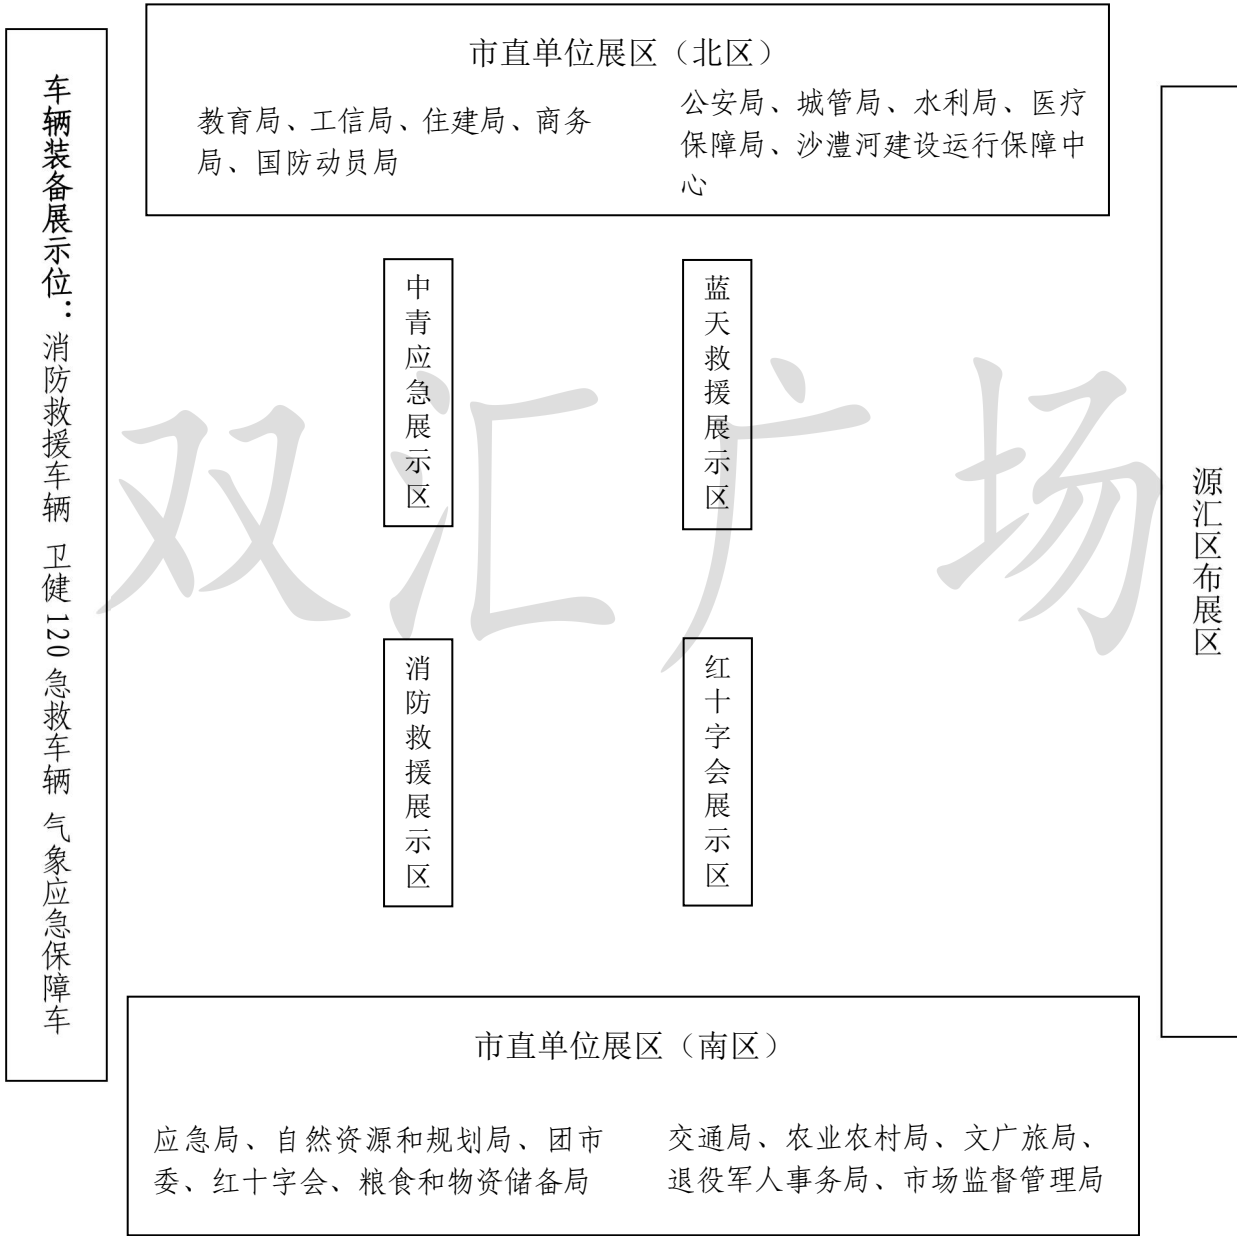 市直单位展区（北区）
教育局、工信局、住建局、商务
局、国防动员局
公安局、城管局、水利局、医疗
保障局、沙澧河建设运行保障中
心
车辆装备展示位：消防救援车辆 卫健 120 急救车辆 气象应急保障车
中青应急展示区
蓝天救援展示区
双汇广场
源汇区布展区
消防救援展示区
红十字会展示区
市直单位展区（南区）
应急局、自然资源和规划局、团市
委、红十字会、粮食和物资储备局
交通局、农业农村局、文广旅局、
退役军人事务局、市场监督管理局